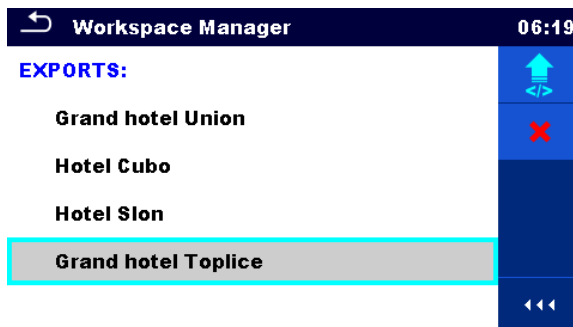 Workspace Manager 06:19
EXPORTS:
</>
Grand hotel Union
Hotel Cubo
Hotel Slon
Grand hotel Toplice